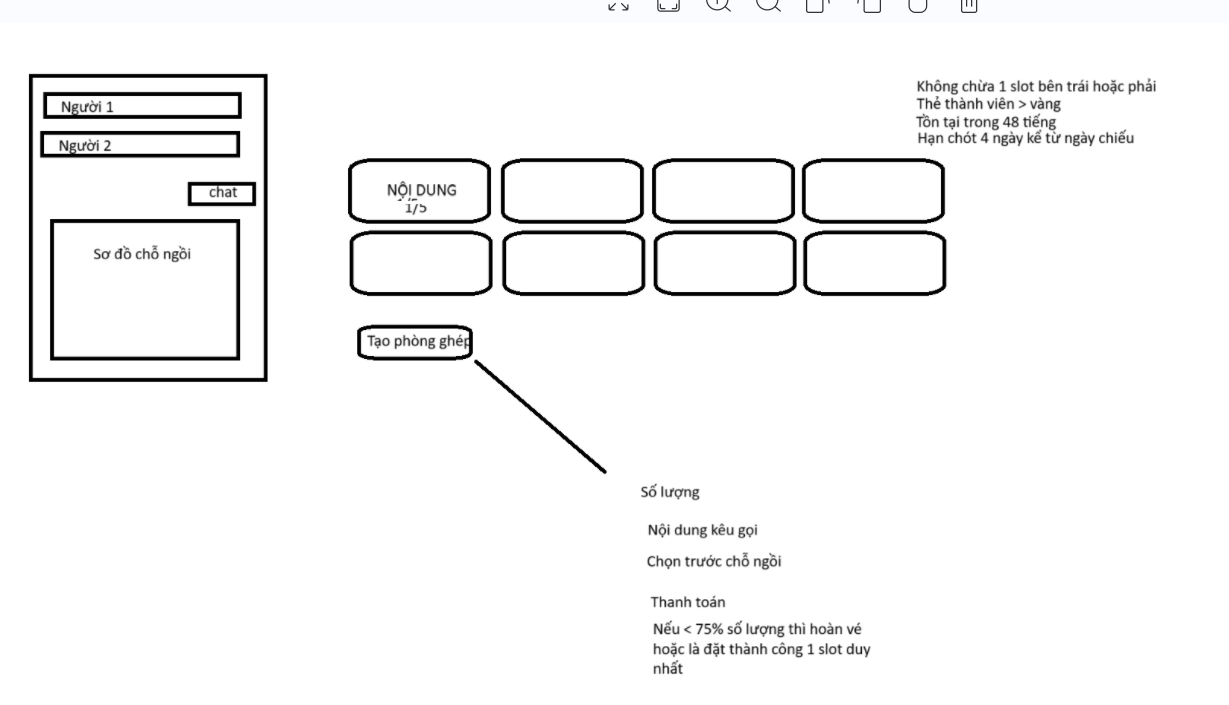 Người 1
Người 2
chat
Sơ đồ chỗ ngồi
NỘI DUNG
1/5
Tạo phòng ghép
Không chừa 1 slot bên trái hoặc phải
Thẻ thành viên > vàng
Tồn tại trong 48 tiếng
Hạn chót 4 ngày kể từ ngày chiếu
Số lượng
Nội dung kêu gọi
Chọn trước chỗ ngồi
Thanh toán
Nếu < 75% số lượng thì hoàn vé
hoặc là đặt thành công 1 slot duy
nhất